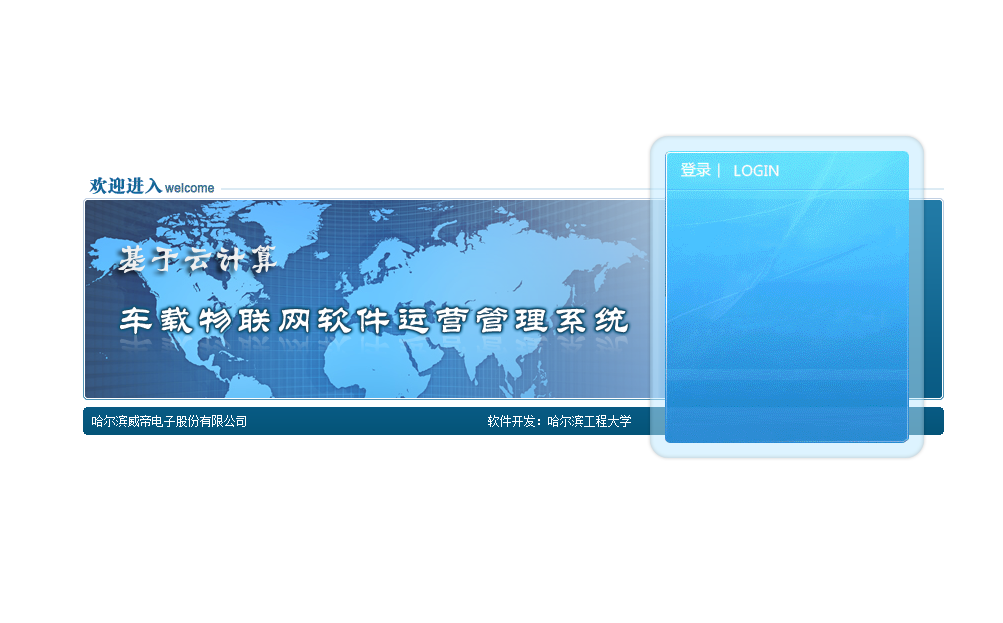 欢迎进入 welcome
登录 | LOGIN
基于云计算
车载物联网软件运营管理系统
哈尔滨威帝电子股份有限公司
软件开发：哈尔滨工程大学